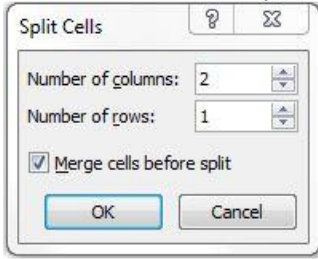 Split Cells
Number of columns: 2
Number of rows: 1
Merge cells before split
OK Cancel